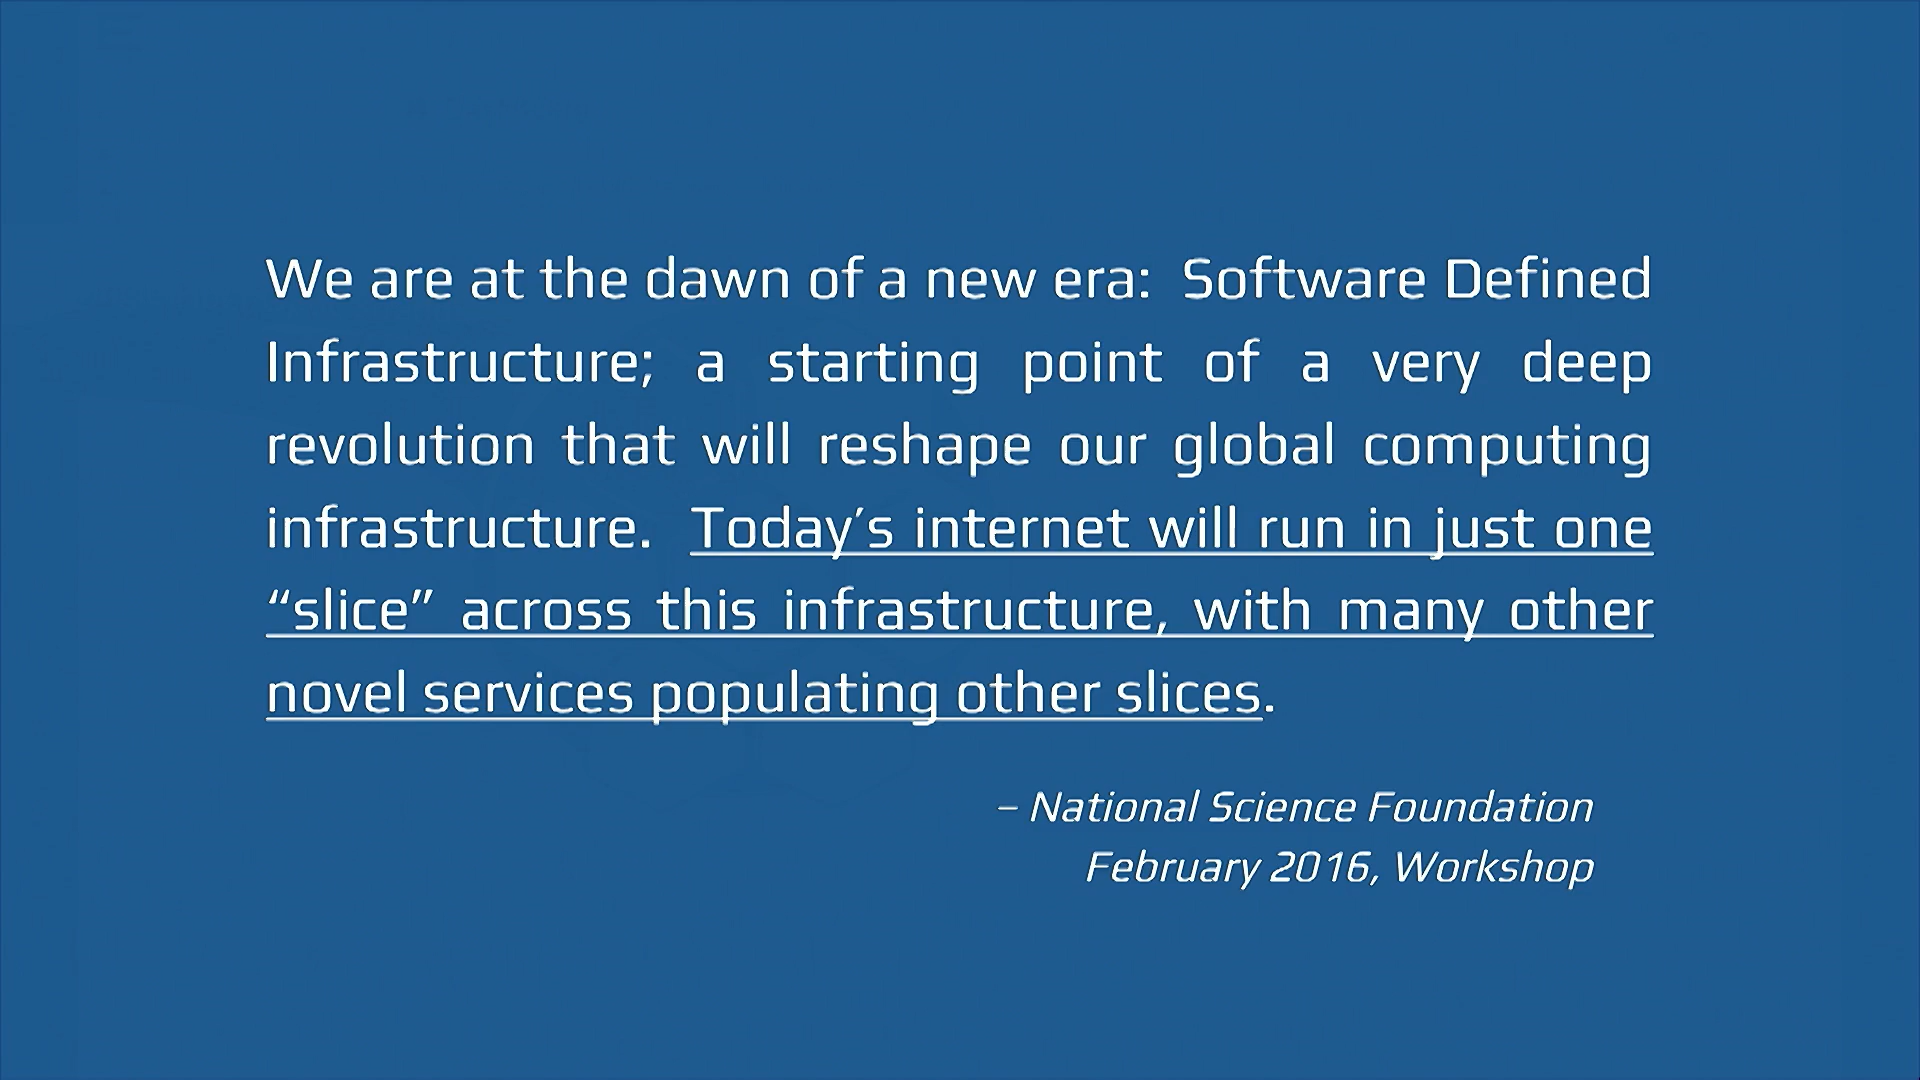 We are at the dawn of a new era:  Software Defined
Infrastructure; a starting point of a very deep
revolution that will reshape our global computing
infrastructure.  Today’s internet will run in just one
“slice” across this infrastructure, with many other
novel services populating other slices.
– National Science Foundation
February 2016, Workshop